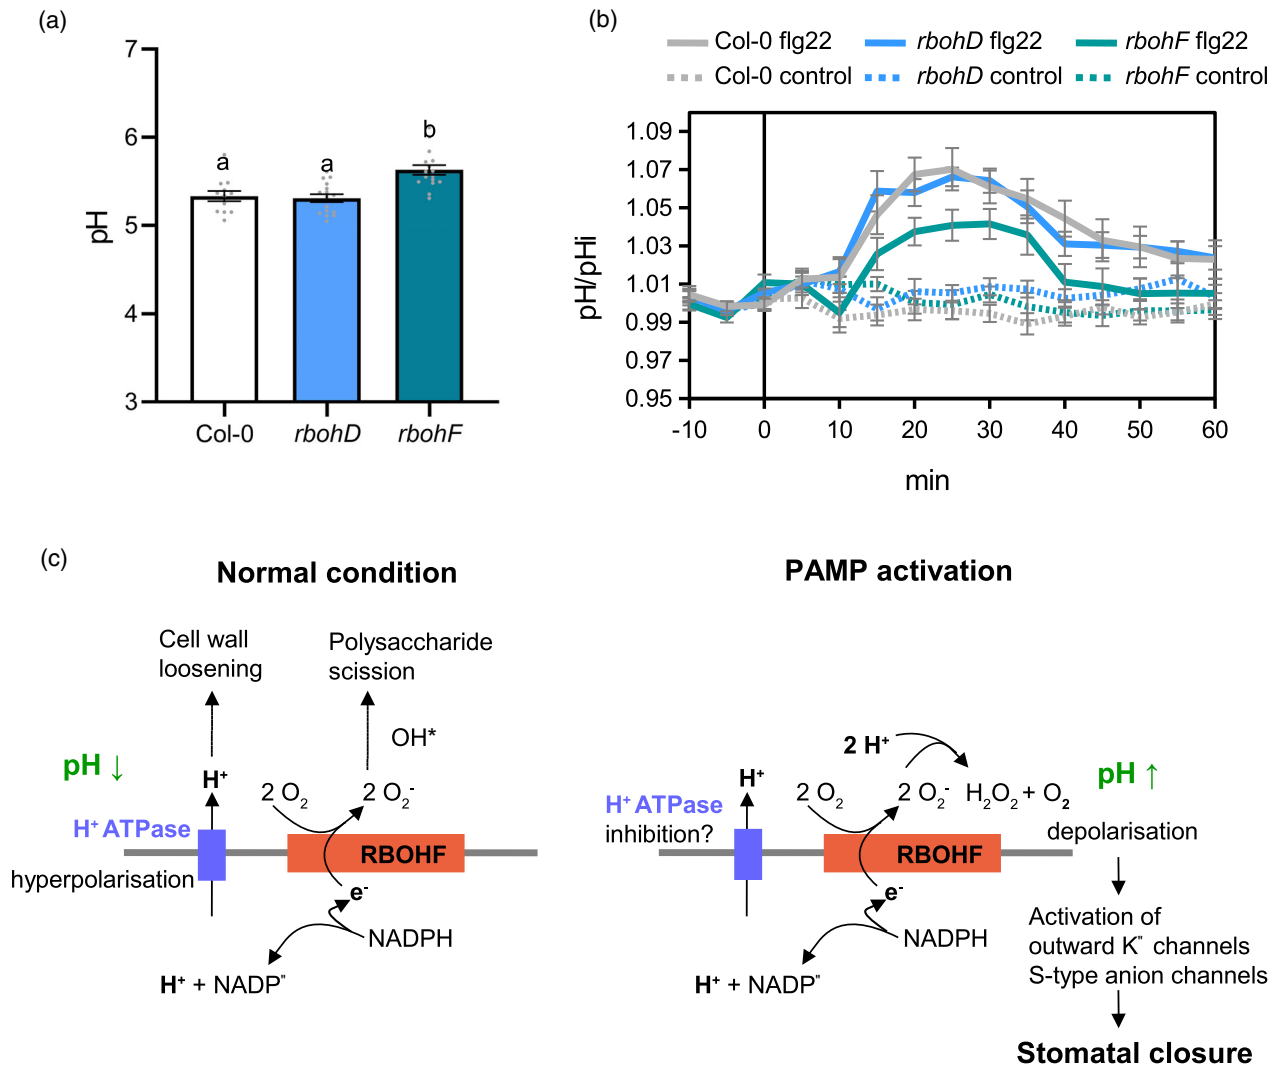 (a)
7
6
5
4
3
pH
a
a
b
Col-0
rbohD
rbohF
(b)
Col-0 flg22
rbohD flg22
rbohF flg22
Col-0 control
rbohD control
rbohF control
1.09
1.07
1.05
1.03
1.01
0.99
0.97
0.95
pH/pHi
-10
0
10
20
30
40
50
60
min
(c)
Normal condition
Cell wall
loosening
Polysaccharide
scission
OH*
pH ↓
H⁺
2 O₂
2 O₂⁻
H⁺ ATPase
RBOHF
hyperpolarisation
e⁻
NADPH
H⁺ + NADP"
PAMP activation
2 H⁺
H⁺
pH ↑
2 O₂
2 O₂⁻
H₂O₂ + O₂
H⁺ ATPase
inhibition?
depolarisation
RBOHF
e⁻
Activation of
outward K" channels
S-type anion channels
NADPH
H⁺ + NADP"
Stomatal closure